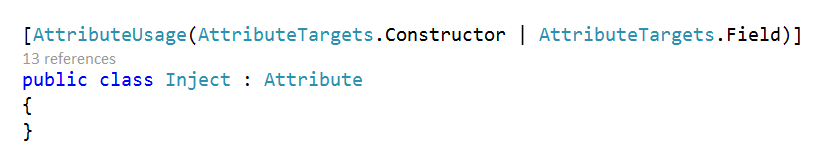 [AttributeUsage(AttributeTargets.Constructor | AttributeTargets.Field)]
13 references
public class Inject : Attribute
{
}